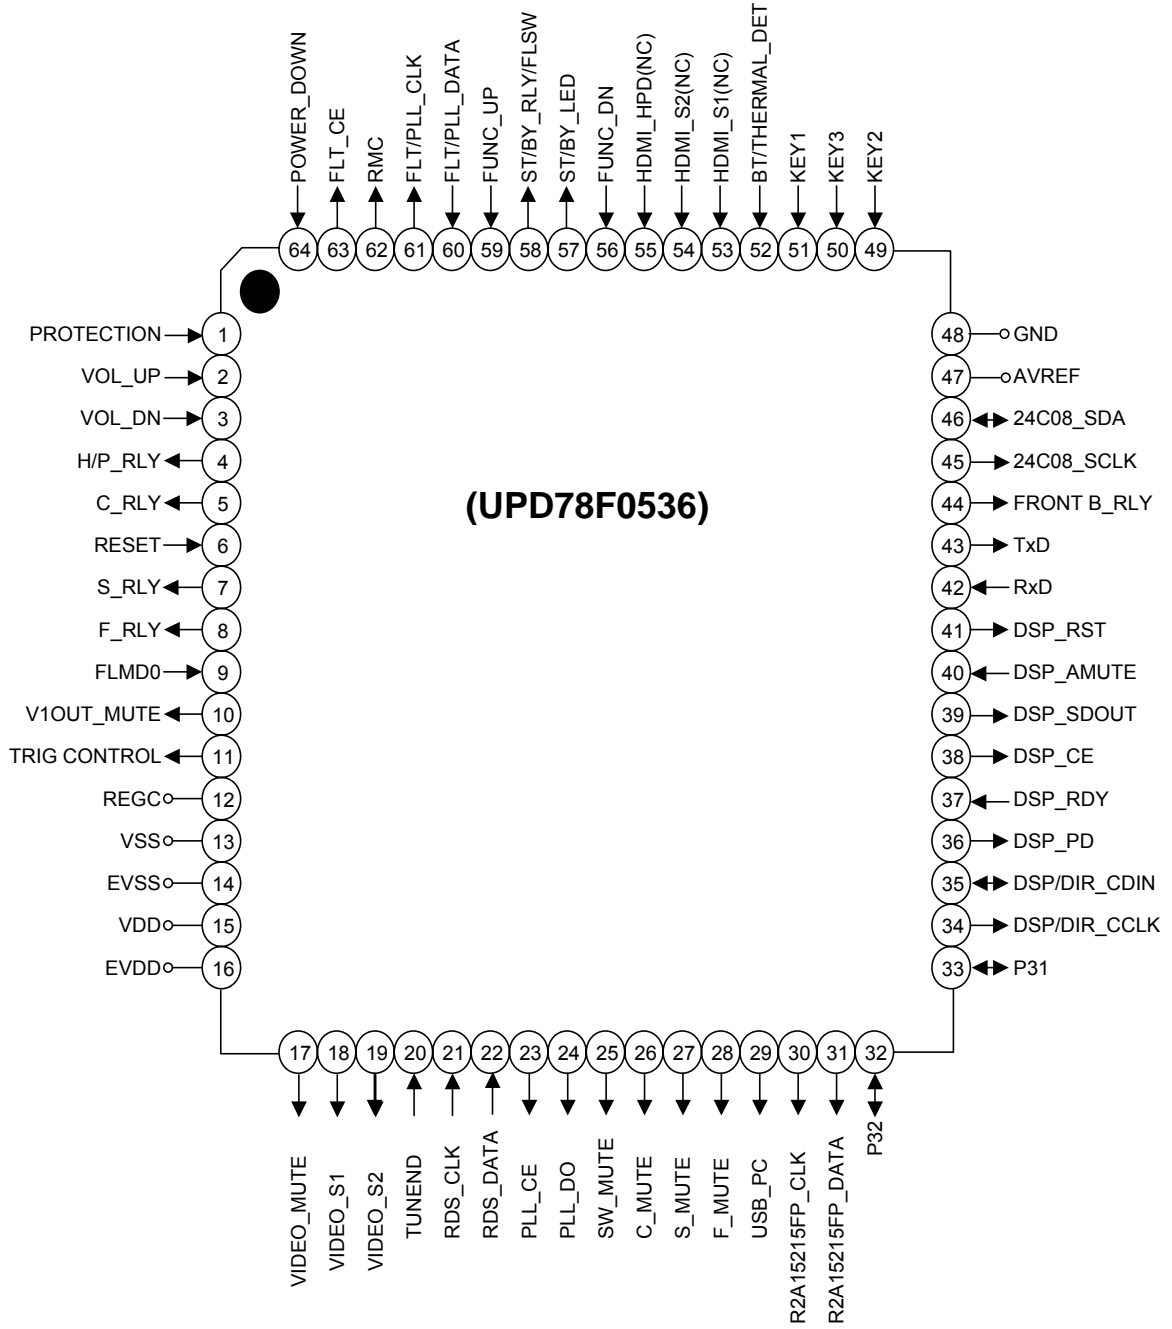 POWER_DOWN
FLT_CE
RMC
FLT/PLL_CLK
FLT/PLL_DATA
FUNC_UP
ST/BY_RLY/FLSW
ST/BY_LED
FUNC_DN
HDMI_HPD(NC)
HDMI_S2(NC)
HDMI_S1(NC)
BT/THERMAL_DET
KEY1
KEY3
KEY2
64 63 62 61 60 59 58 57 56 55 54 53 52 51 50 49
PROTECTION 1
VOL_UP 2
VOL_DN 3
H/P_RLY 4
C_RLY 5
RESET 6
S_RLY 7
F_RLY 8
FLMD0 9
V1OUT_MUTE 10
TRIG CONTROL 11
REGC 12
VSS 13
EVSS 14
VDD 15
EVDD 16
(UPD78F0536)
48 GND
47 AVREF
46 24C08_SDA
45 24C08_SCLK
44 FRONT B_RLY
43 TxD
42 RxD
41 DSP_RST
40 DSP_AMUTE
39 DSP_SDOUT
38 DSP_CE
37 DSP_RDY
36 DSP_PD
35 DSP/DIR_CDIN
34 DSP/DIR_CCLK
33 P31
17 18 19 20 21 22 23 24 25 26 27 28 29 30 31 32
VIDEO_MUTE
VIDEO_S1
VIDEO_S2
TUNEND
RDS_CLK
RDS_DATA
PLL_CE
PLL_DO
SW_MUTE
C_MUTE
S_MUTE
F_MUTE
USB_PC
R2A15215FP_CLK
R2A15215FP_DATA
P32